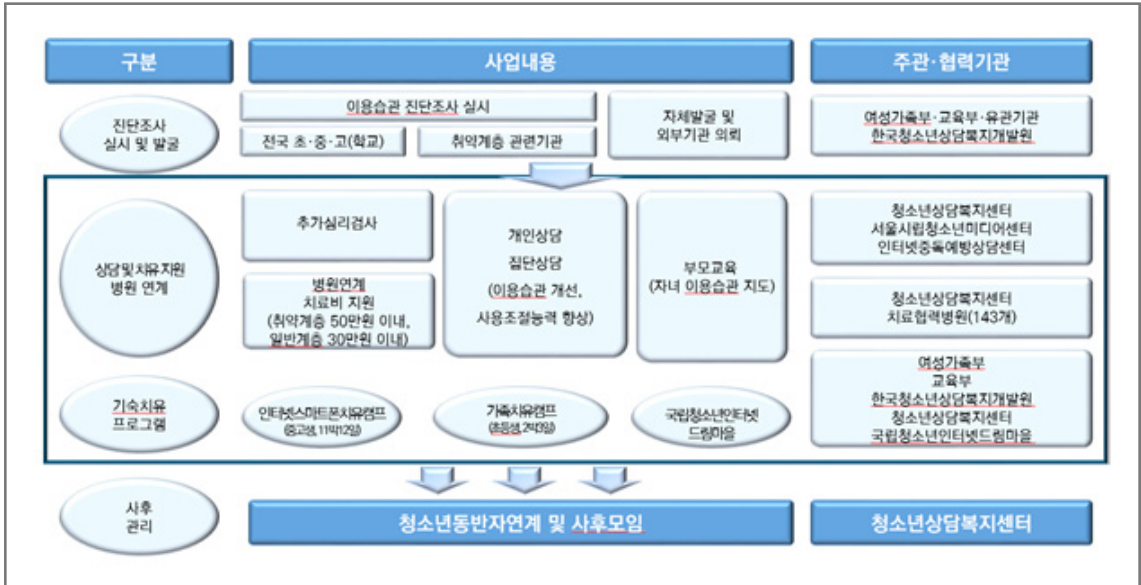 구분
사업내용
주관·협력기관
진단조사
실시 및 발굴
이용습관 진단조사 실시
전국 초·중·고(학교)
취약계층 관련기관
자체발굴 및
외부기관 의뢰
여성가족부·교육부·유관기관
한국청소년상담복지개발원
상담 및 치유 지원
병원 연계
추가심리검사
병원연계
치료비 지원
(취약계층 50만원 이내,
일반계층 30만원 이내)
개인상담
집단상담
(이용습관 개선,
사용조절능력 향상)
부모교육
(자녀 이용습관 지도)
청소년상담복지센터
서울시립청소년미디어센터
인터넷중독예방상담센터
청소년상담복지센터
치료협력병원(143개)
기숙치유
프로그램
인터넷스마트폰치유캠프
(중고생, 11박12일)
가족치유캠프
(초등생, 2박3일)
국립청소년인터넷
드림마을
여성가족부
교육부
한국청소년상담복지개발원
청소년상담복지센터
국립청소년인터넷드림마을
사후
관리
청소년동반자연계 및 사후모임
청소년상담복지센터